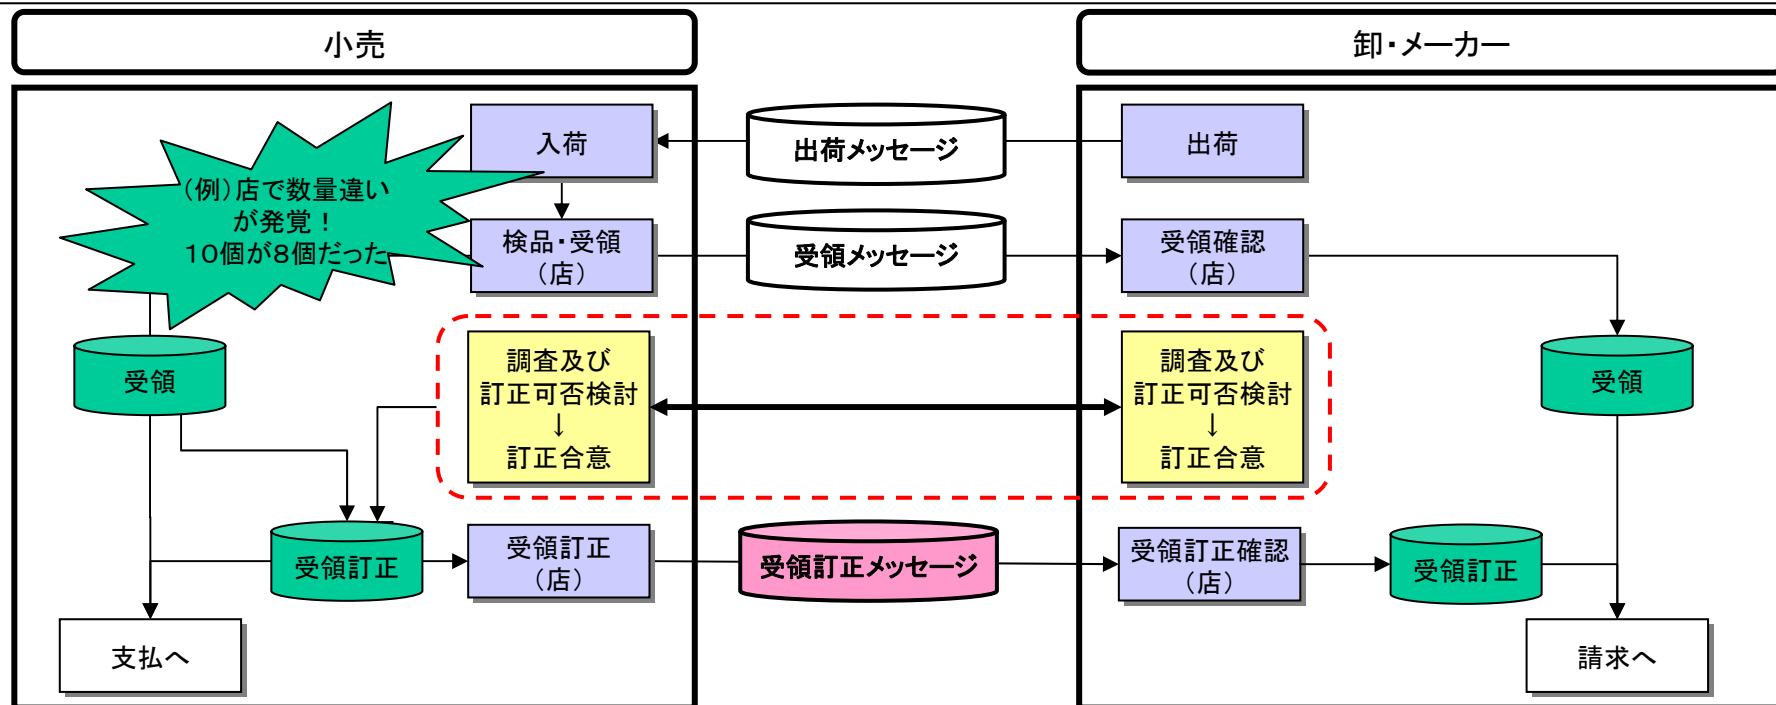 小売
卸・メーカー
(例)店で数量違い
が発覚！
10個が8個だった
入荷
出荷メッセージ
出荷
検品・受領
(店)
受領メッセージ
受領確認
(店)
受領
調査及び
訂正可否検討
↓
訂正合意
調査及び
訂正可否検討
↓
訂正合意
受領
受領訂正
受領訂正
(店)
受領訂正メッセージ
受領訂正確認
(店)
受領訂正
支払へ
請求へ